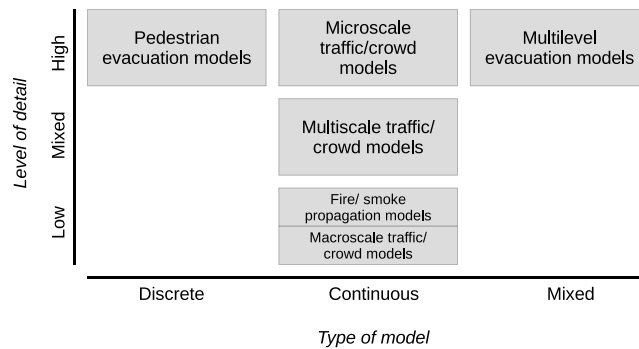 Level of detail
High
Mixed
Low
Pedestrian
evacuation models
Microscale
traffic/crowd
models
Multilevel
evacuation models
Multiscale traffic/
crowd models
Fire/ smoke
propagation models
Macroscale traffic/
crowd models
Discrete
Continuous
Mixed
Type of model